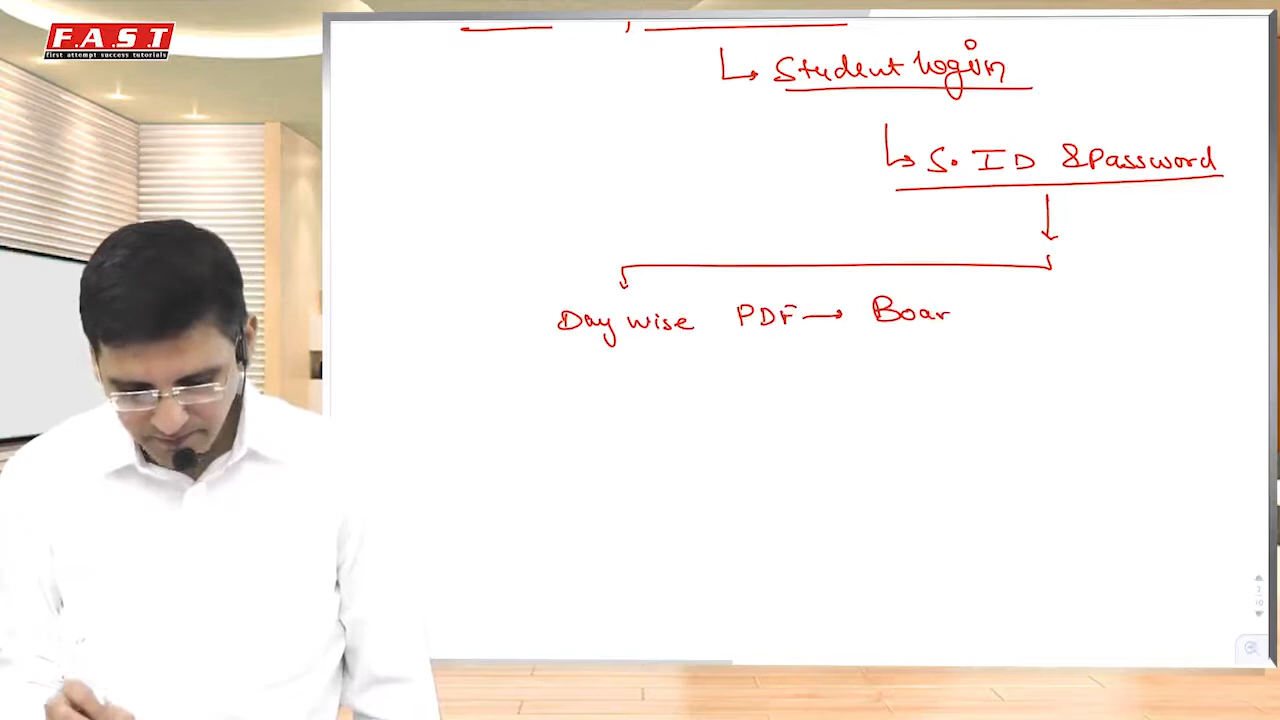 F.A.S.T
first attempt success tutorials
Student Login
S. ID & Password
Day wise PDF → Boar